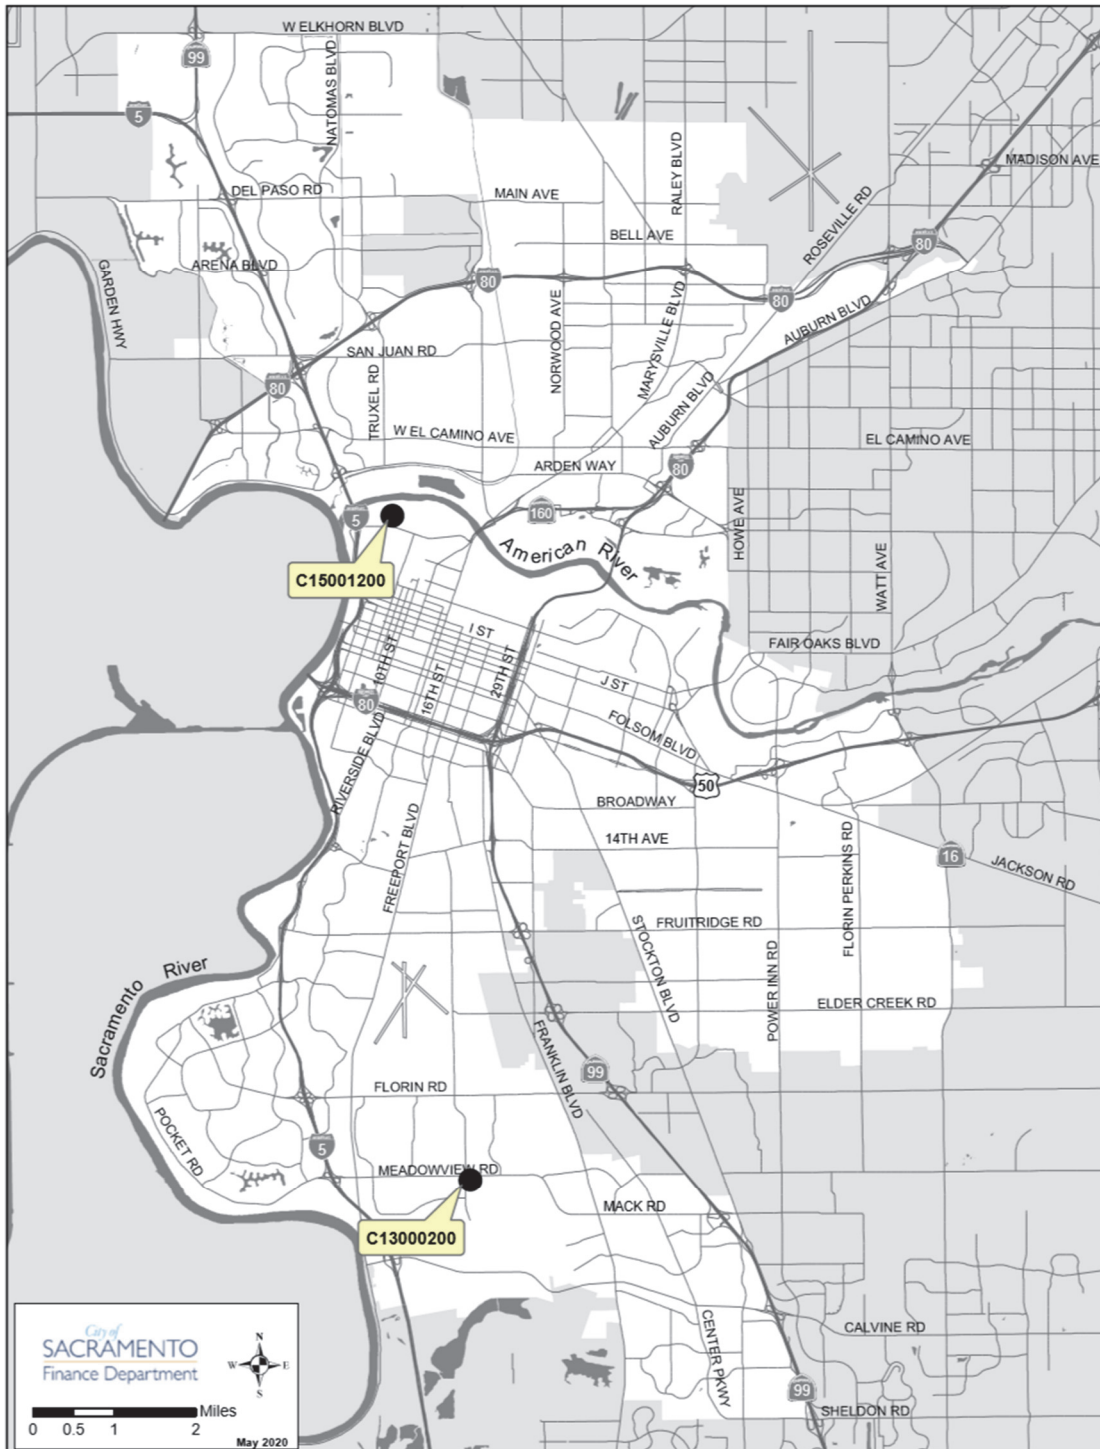 W ELKHORN BLVD
99
NATOMAS BLVD
5
RALEY BLVD
MADISON AVE
DEL PASO RD
MAIN AVE
ROSEVILLE RD
BELL AVE
80
ARENA BLVD
GARDEN HWY
80
80
NORWOOD AVE
MARYSVILLE BLVD
AUBURN BLVD
SAN JUAN RD
TRUXEL RD
80
AUBURN BLVD
W EL CAMINO AVE
EL CAMINO AVE
ARDEN WAY
80
HOWE AVE
5
160
American River
WATT AVE
C15001200
I ST
FAIR OAKS BLVD
10TH ST
16TH ST
29TH ST
J ST
80
FOLSOM BLVD
RIVERSIDE BLVD
50
BROADWAY
FREEPORT BLVD
14TH AVE
FLORIN PERKINS RD
16
JACKSON RD
STOCKTON BLVD
FRUITRIDGE RD
POWER INN RD
Sacramento River
ELDER CREEK RD
FRANKLIN BLVD
99
FLORIN RD
POCKET RD
5
MEADOWVIEW RD
MACK RD
C13000200
CENTER PKWY
CALVINE RD
99
SHELDON RD
City of
SACRAMENTO
Finance Department
N
W E
S
Miles
0 0.5 1 2
May 2020